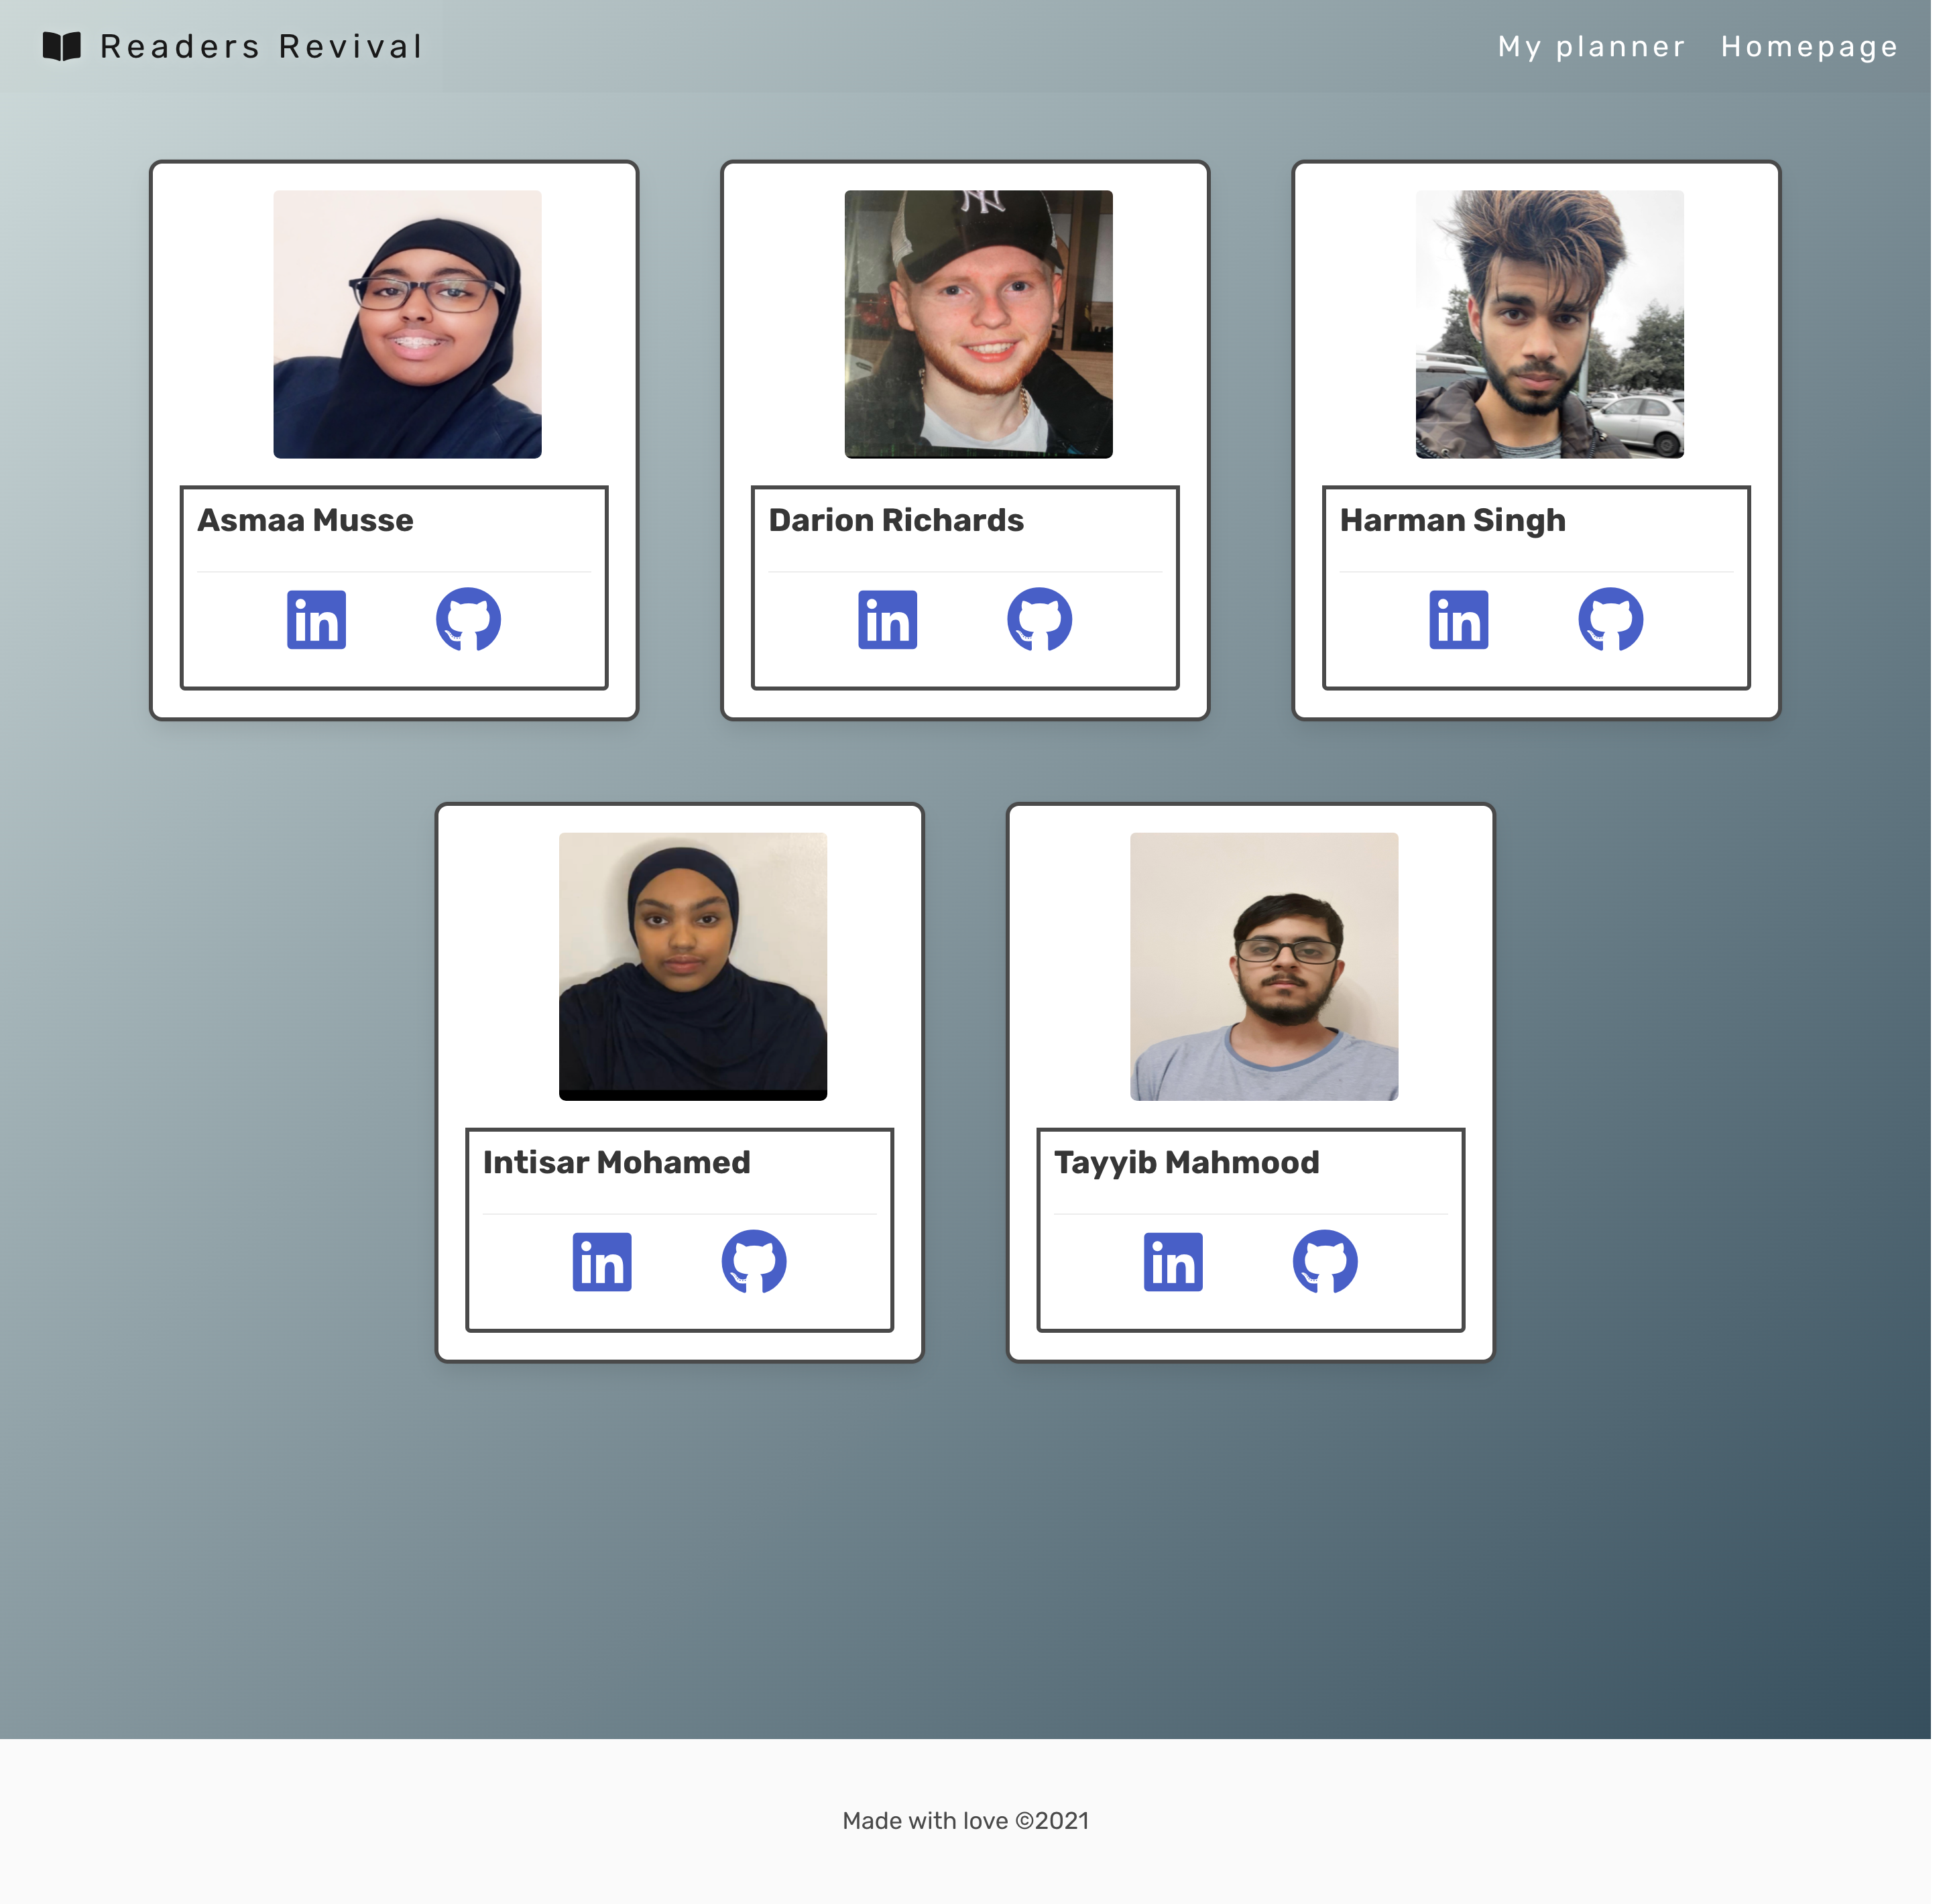 Readers Revival
My planner Homepage
NY
Asmaa Musse
Darion Richards
Harman Singh
in
in
in
Intisar Mohamed
Tayyib Mahmood
in
in
Made with love ©2021